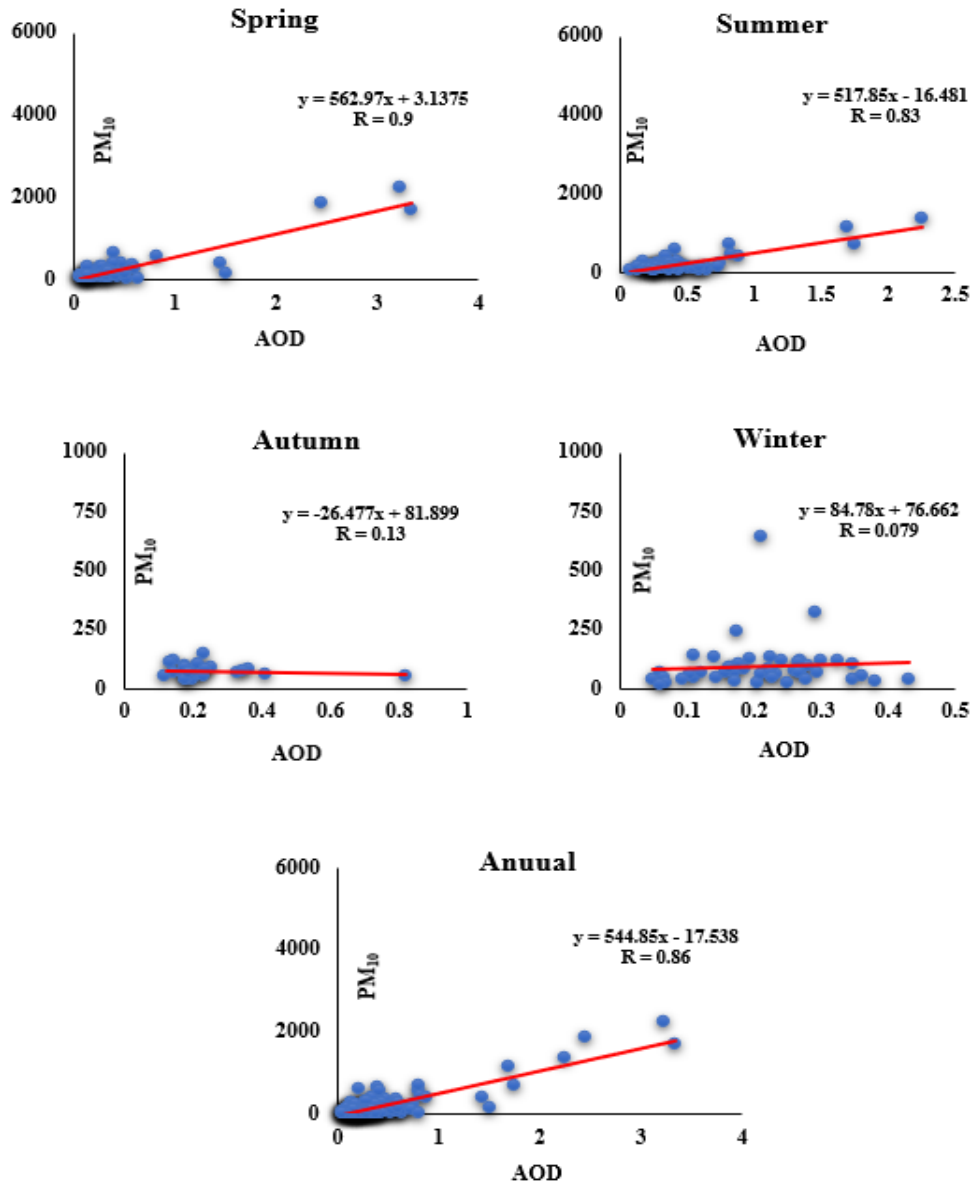 Spring
6000
4000
2000
0
PM₁₀
y = 562.97x + 3.1375
R = 0.9
0 1 2 3 4
AOD
Summer
6000
4000
2000
0
PM₁₀
y = 517.85x - 16.481
R = 0.83
0 0.5 1 1.5 2 2.5
AOD
Autumn
1000
750
500
250
0
PM₁₀
y = -26.477x + 81.899
R = 0.13
0 0.2 0.4 0.6 0.8 1
AOD
Winter
1000
750
500
250
0
PM₁₀
y = 84.78x + 76.662
R = 0.079
0 0.1 0.2 0.3 0.4 0.5
AOD
Anuual
6000
4000
2000
0
PM₁₀
y = 544.85x - 17.538
R = 0.86
0 1 2 3 4
AOD